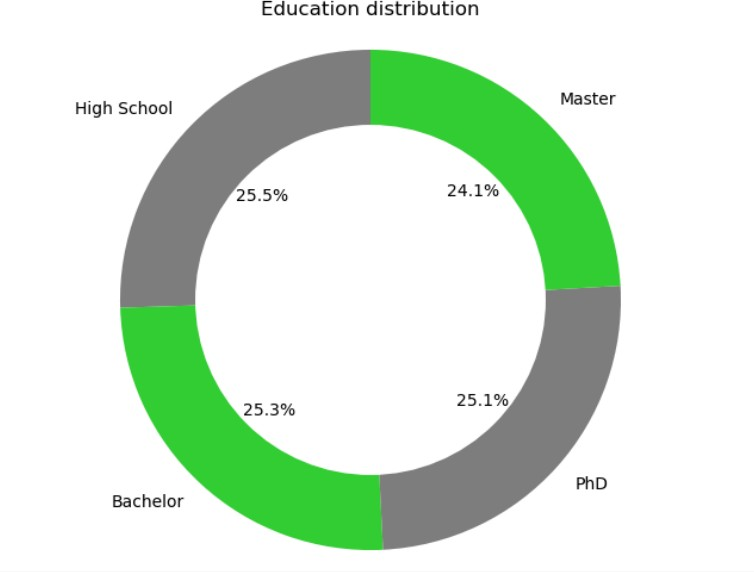 Education distribution
High School
Master
25.5%
24.1%
25.3%
25.1%
Bachelor
PhD